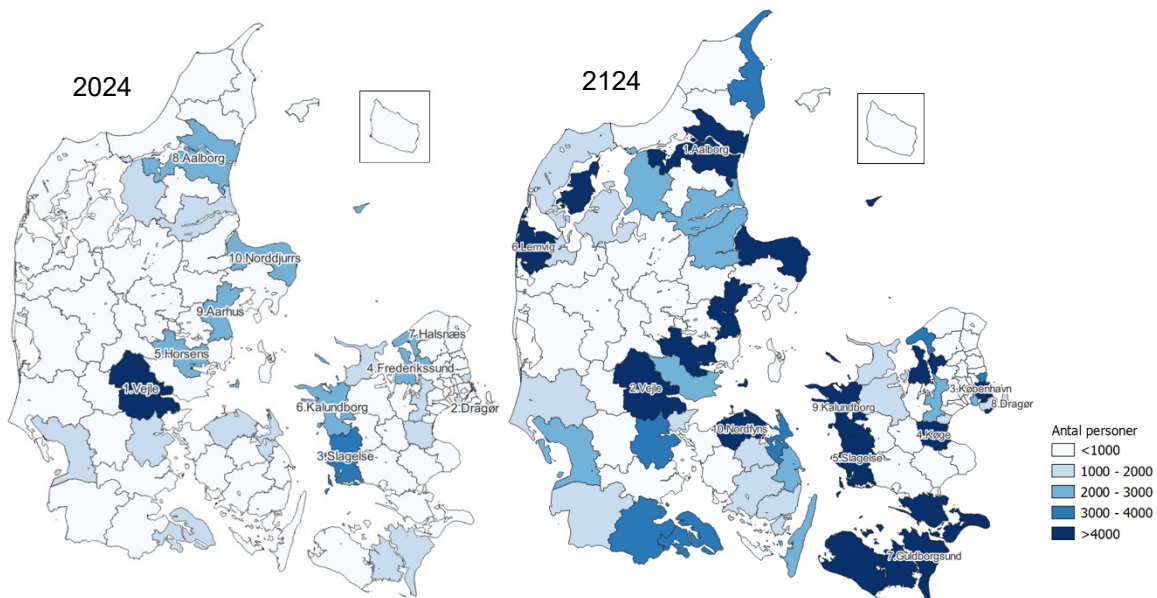 2024
8.Aalborg
10.Norddjurs
9.Aarhus
7.Halsnæs
5.Horsens
4.Frederikssund
1.Vejle
6.Kalundborg
2.Dragør
3.Slagelse
2124
1.Aalborg
6.Lemvig
2.Vejle
3.København
9.Kalundborg
8.Dragør
10.Nordfyns
4.Køge
5.Slagelse
7.Guldborgsund
Antal personer
<1000
1000 - 2000
2000 - 3000
3000 - 4000
>4000